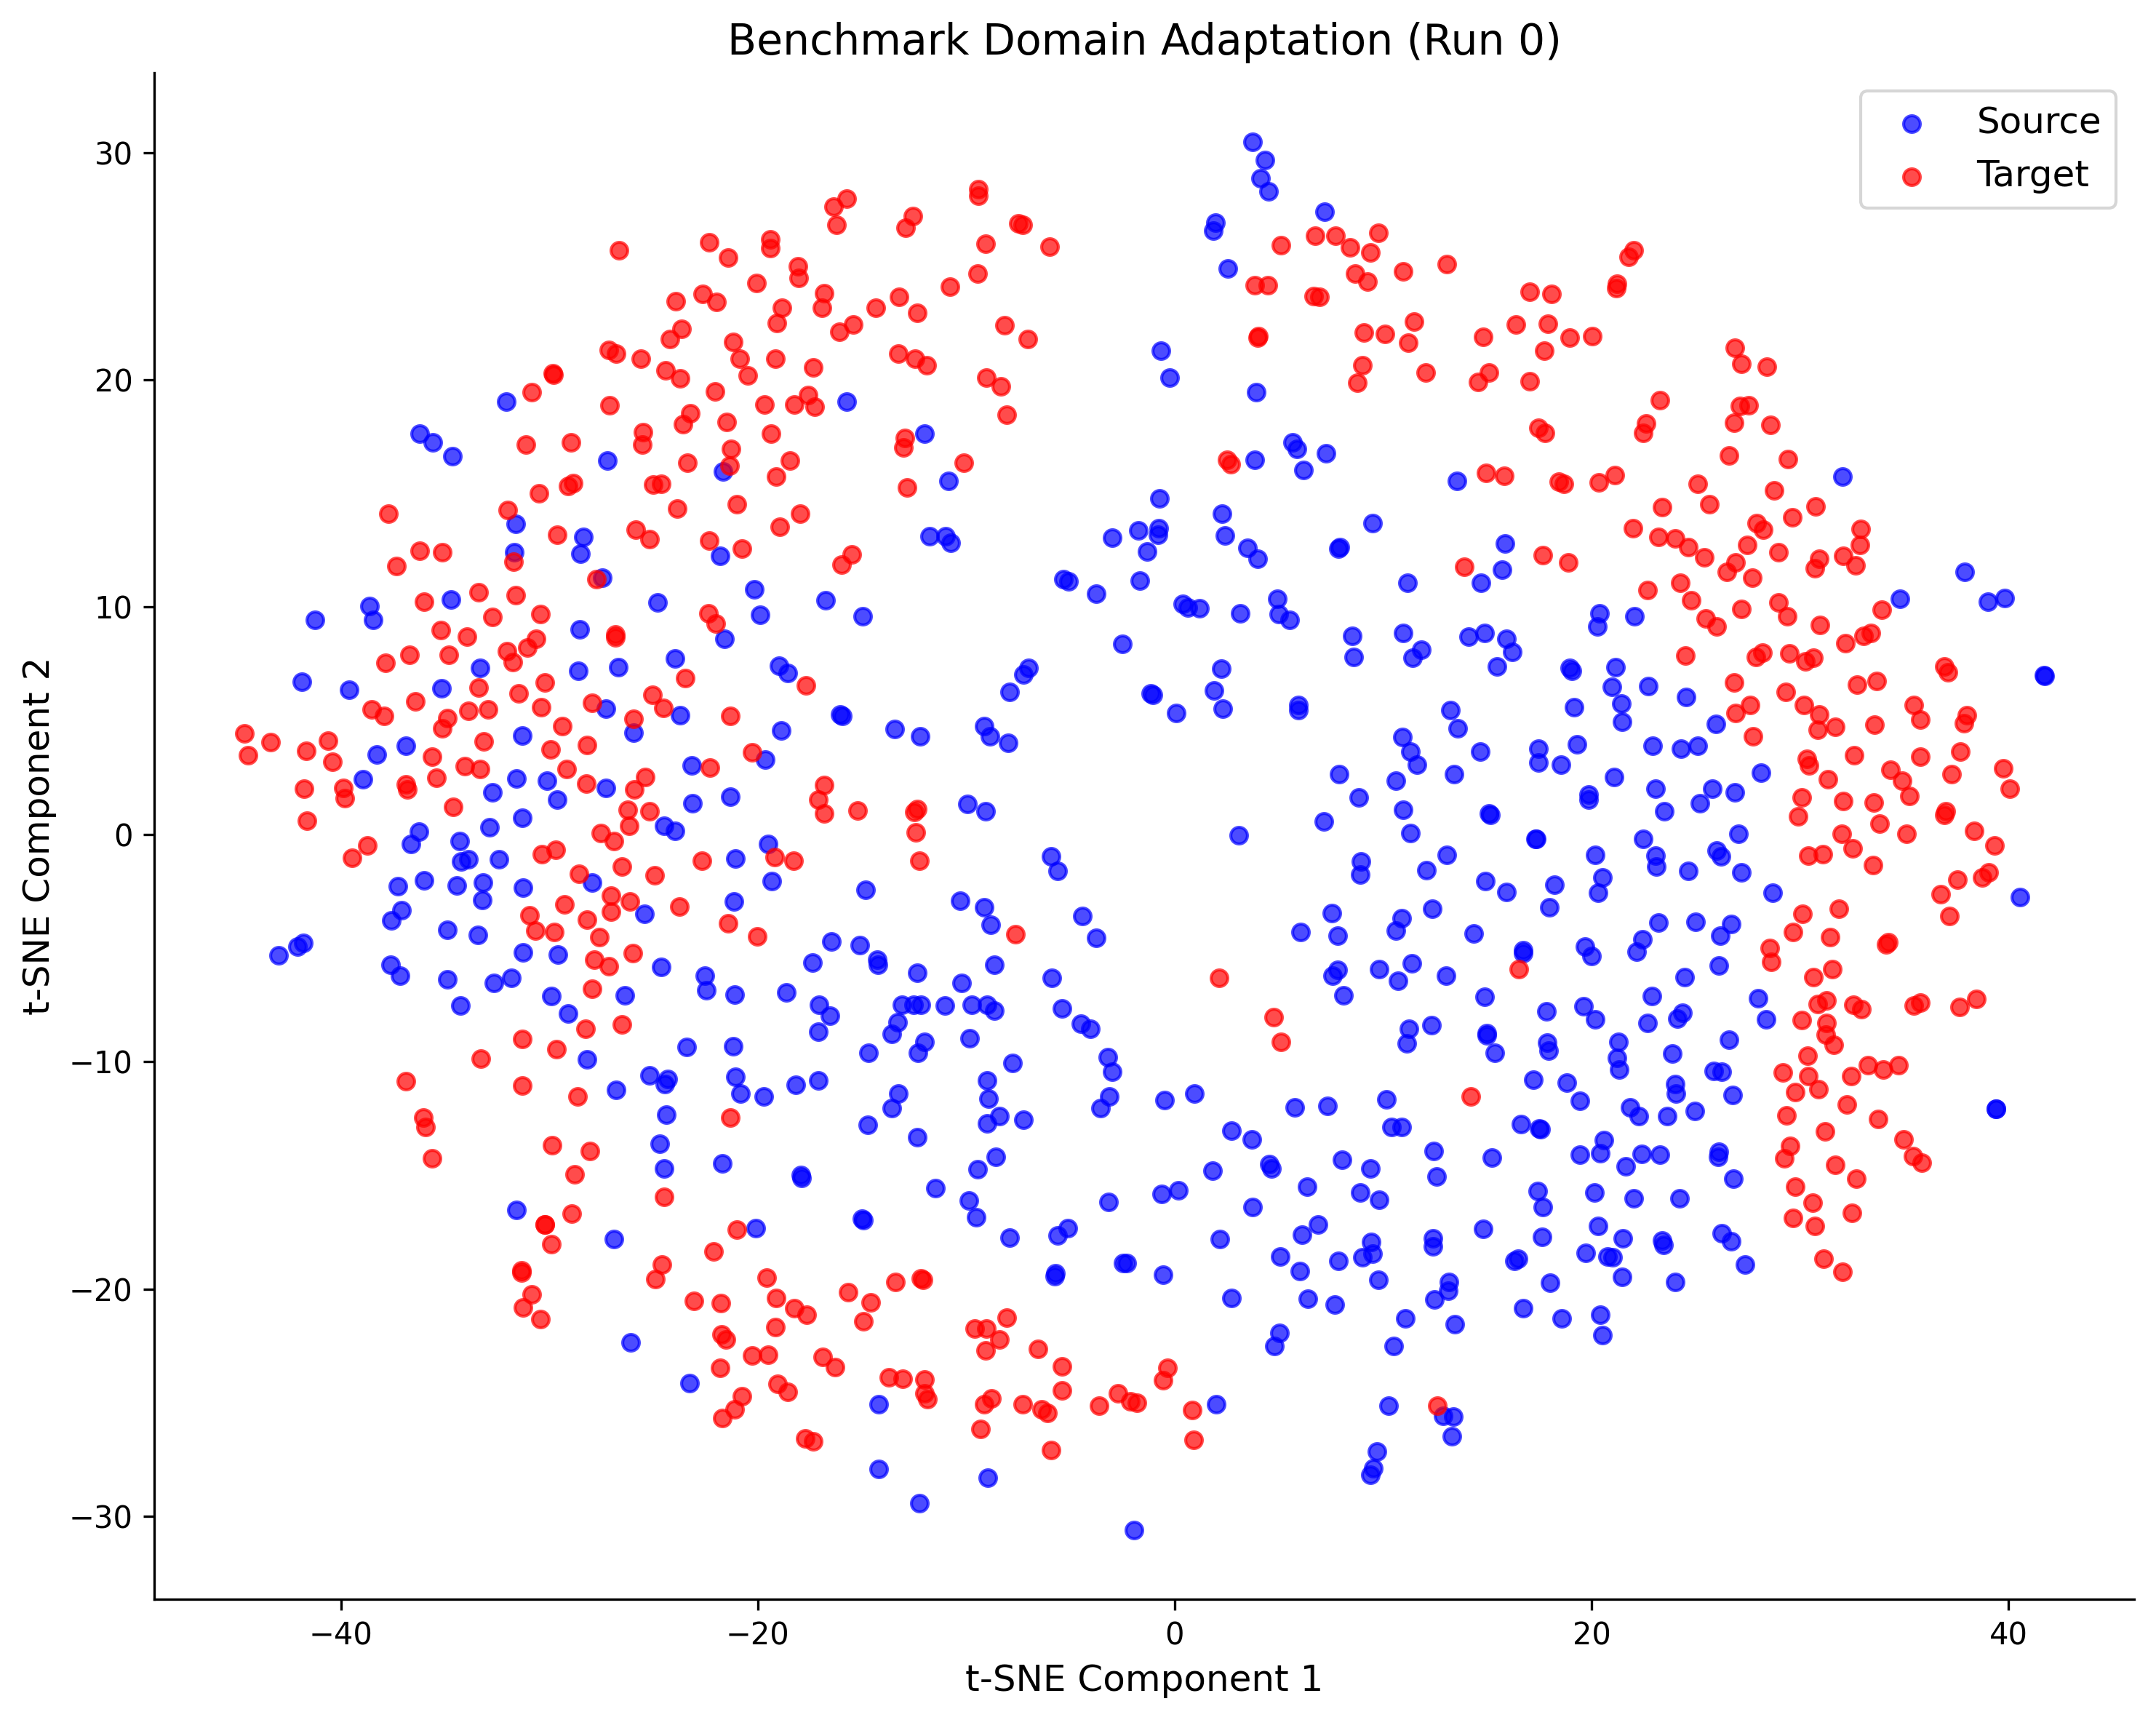 Benchmark Domain Adaptation (Run 0)
Source
Target
30
20
10
0
−10
−20
−30
t-SNE Component 2
−40
−20
0
20
40
t-SNE Component 1